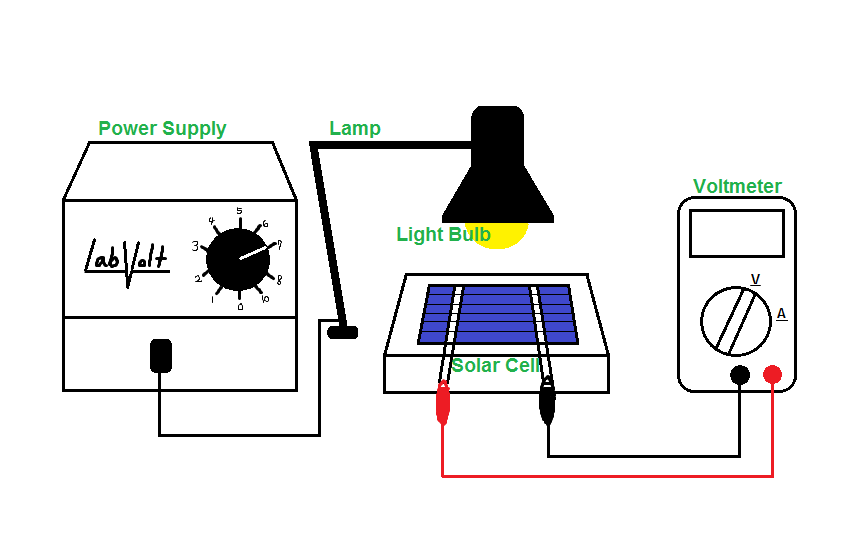 Power Supply
Lamp
Voltmeter
Light Bulb
LabVolt
5
4
6
3
7
2
8
1
10
0
V
A
Solar Cell